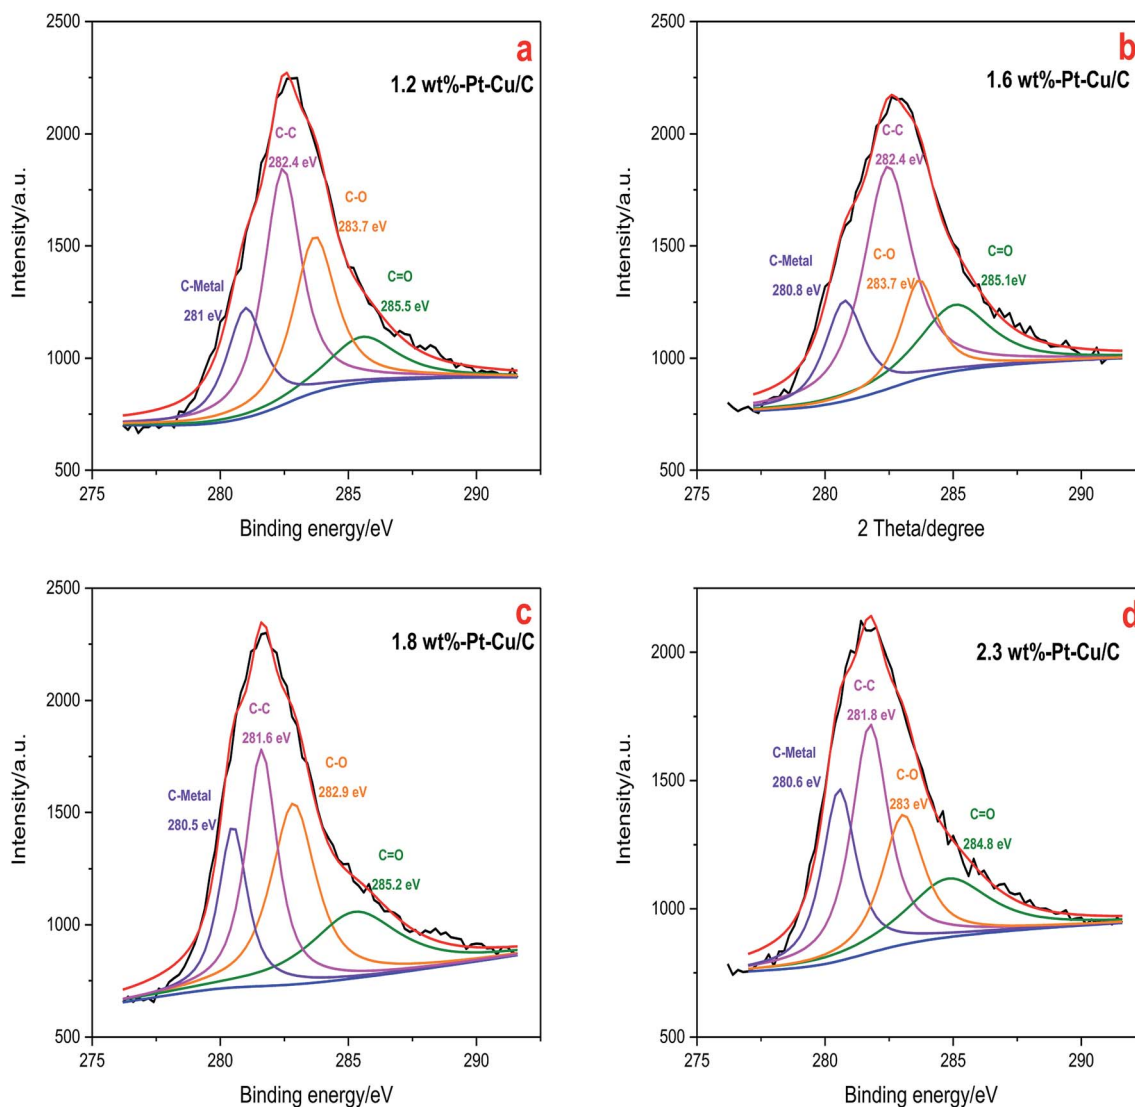 a
1.2 wt%-Pt-Cu/C
C-C
282.4 eV
C-O
283.7 eV
C-Metal
281 eV
C=O
285.5 eV
2500
2000
1500
1000
500
275
280
285
290
Intensity/a.u.
Binding energy/eV
b
1.6 wt%-Pt-Cu/C
C-C
282.4 eV
C-Metal
280.8 eV
C-O
283.7 eV
C=O
285.1eV
2500
2000
1500
1000
500
275
280
285
290
Intensity/a.u.
2 Theta/degree
c
1.8 wt%-Pt-Cu/C
C-C
281.6 eV
C-O
282.9 eV
C-Metal
280.5 eV
C=O
285.2 eV
2500
2000
1500
1000
500
275
280
285
290
Intensity/a.u.
Binding energy/eV
d
2.3 wt%-Pt-Cu/C
C-C
281.8 eV
C-Metal
280.6 eV
C-O
283 eV
C=O
284.8 eV
2000
1500
1000
500
275
280
285
290
Intensity/a.u.
Binding energy/eV